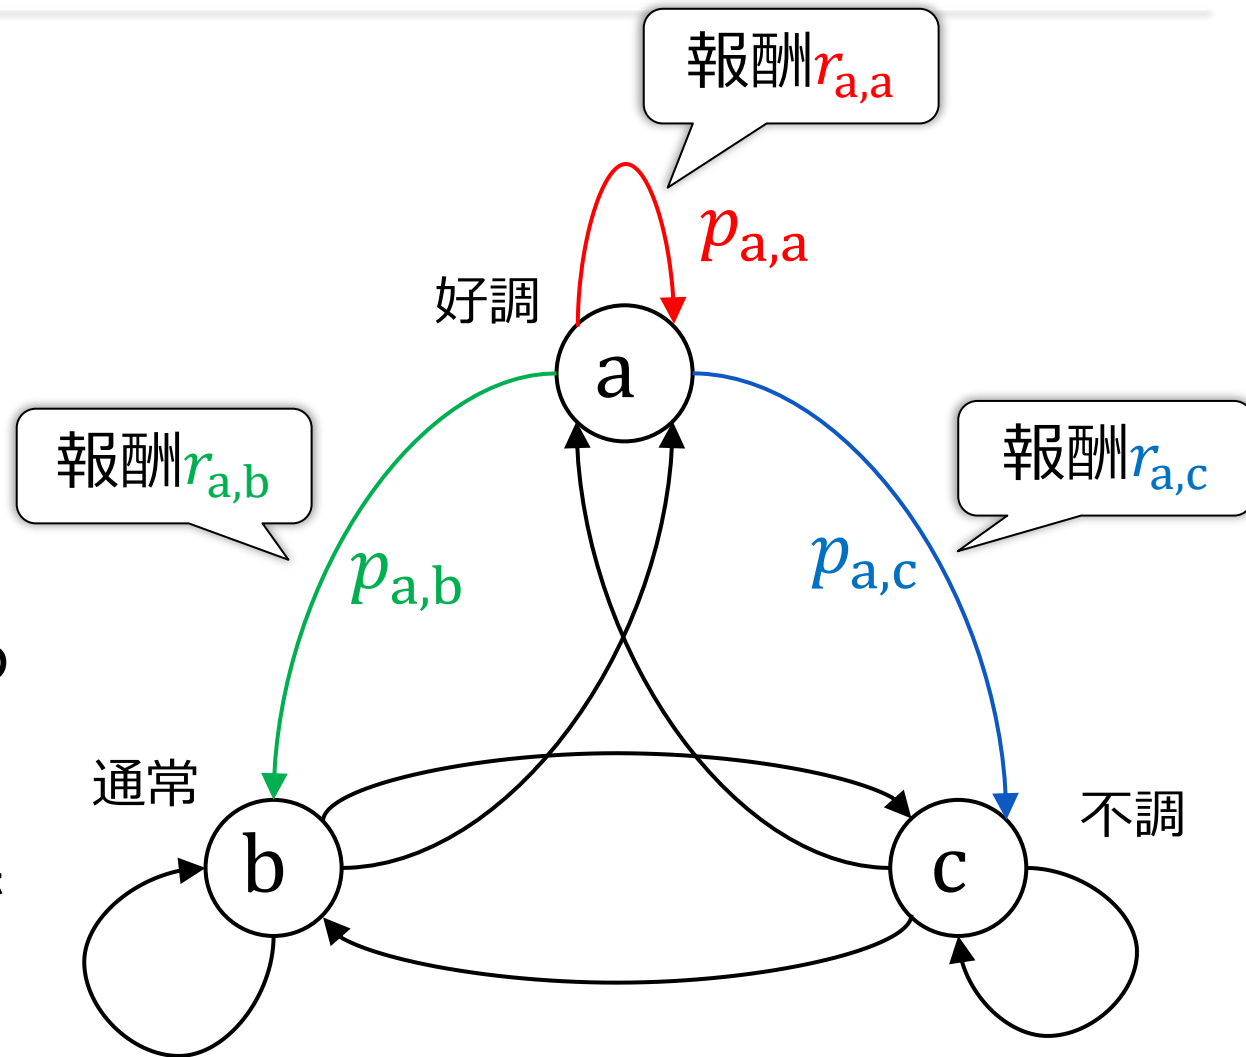 報酬r_{a,a}
p_{a,a}
好調
a
報酬r_{a,b}
報酬r_{a,c}
p_{a,b}
p_{a,c}
通常
不調
b
c